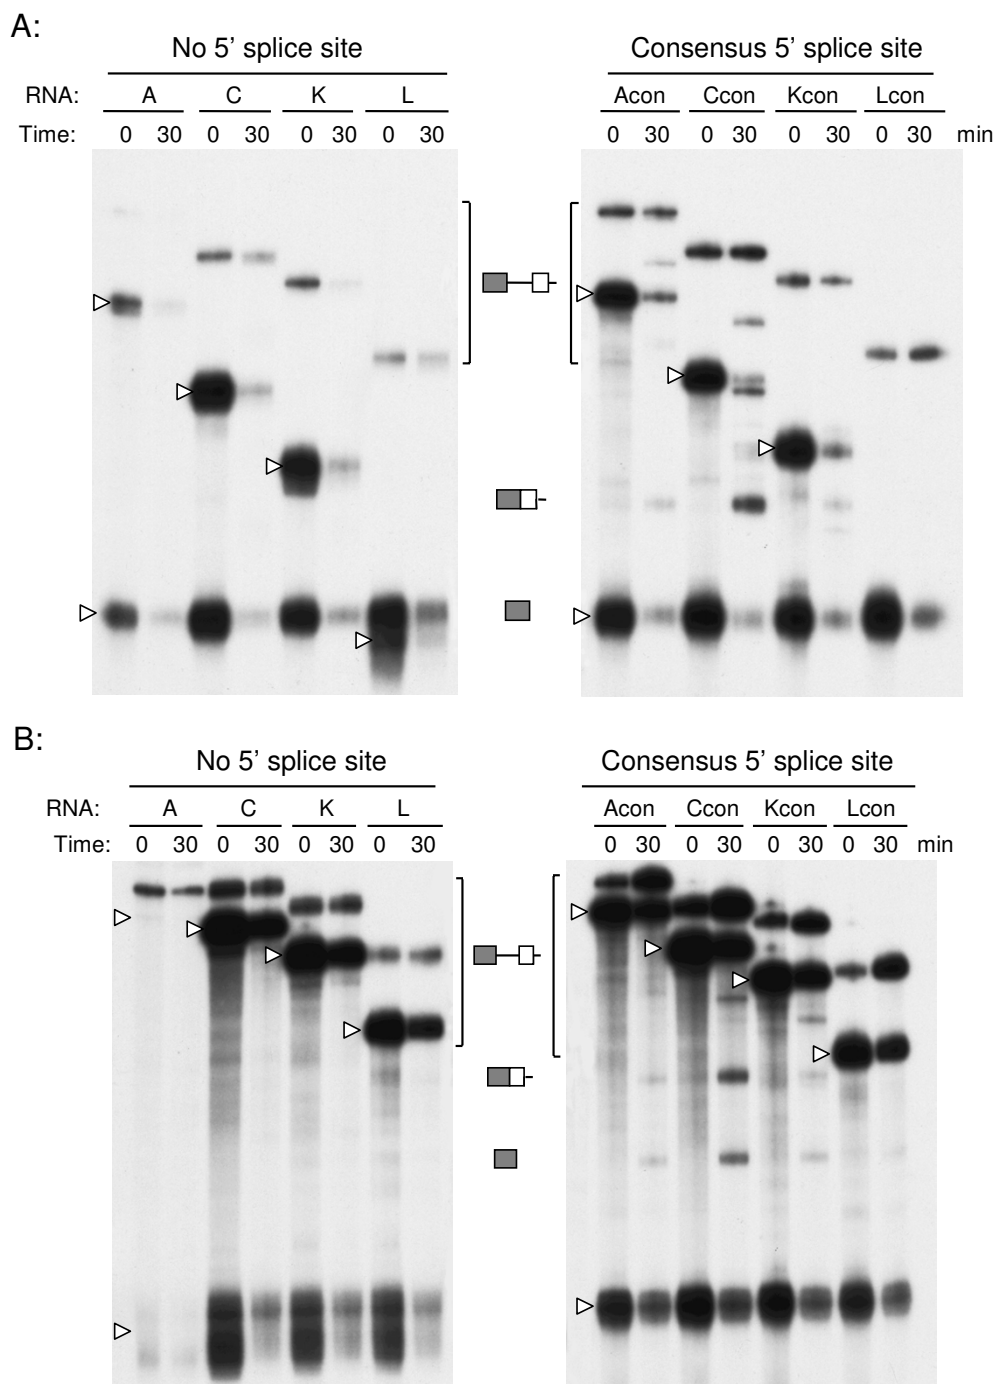 A:
No 5’ splice site
Consensus 5’ splice site
RNA: A C K L Acon Ccon Kcon Lcon
Time: 0 30 0 30 0 30 0 30 0 30 0 30 0 30 0 30 min
B:
No 5’ splice site
Consensus 5’ splice site
RNA: A C K L Acon Ccon Kcon Lcon
Time: 0 30 0 30 0 30 0 30 0 30 0 30 0 30 0 30 min